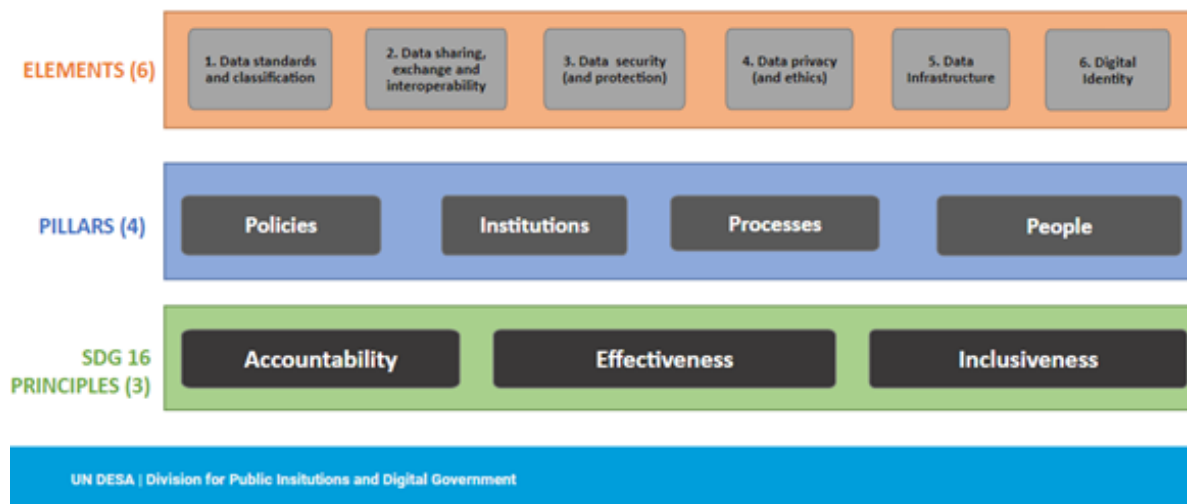 ELEMENTS (6)
1. Data standards
and classification
2. Data sharing,
exchange and
interoperability
3. Data security
(and protection)
4. Data privacy
(and ethics)
5. Data
Infrastructure
6. Digital
Identity
PILLARS (4)
Policies
Institutions
Processes
People
SDG 16
PRINCIPLES (3)
Accountability
Effectiveness
Inclusiveness
UN DESA | Division for Public Insitutions and Digital Government